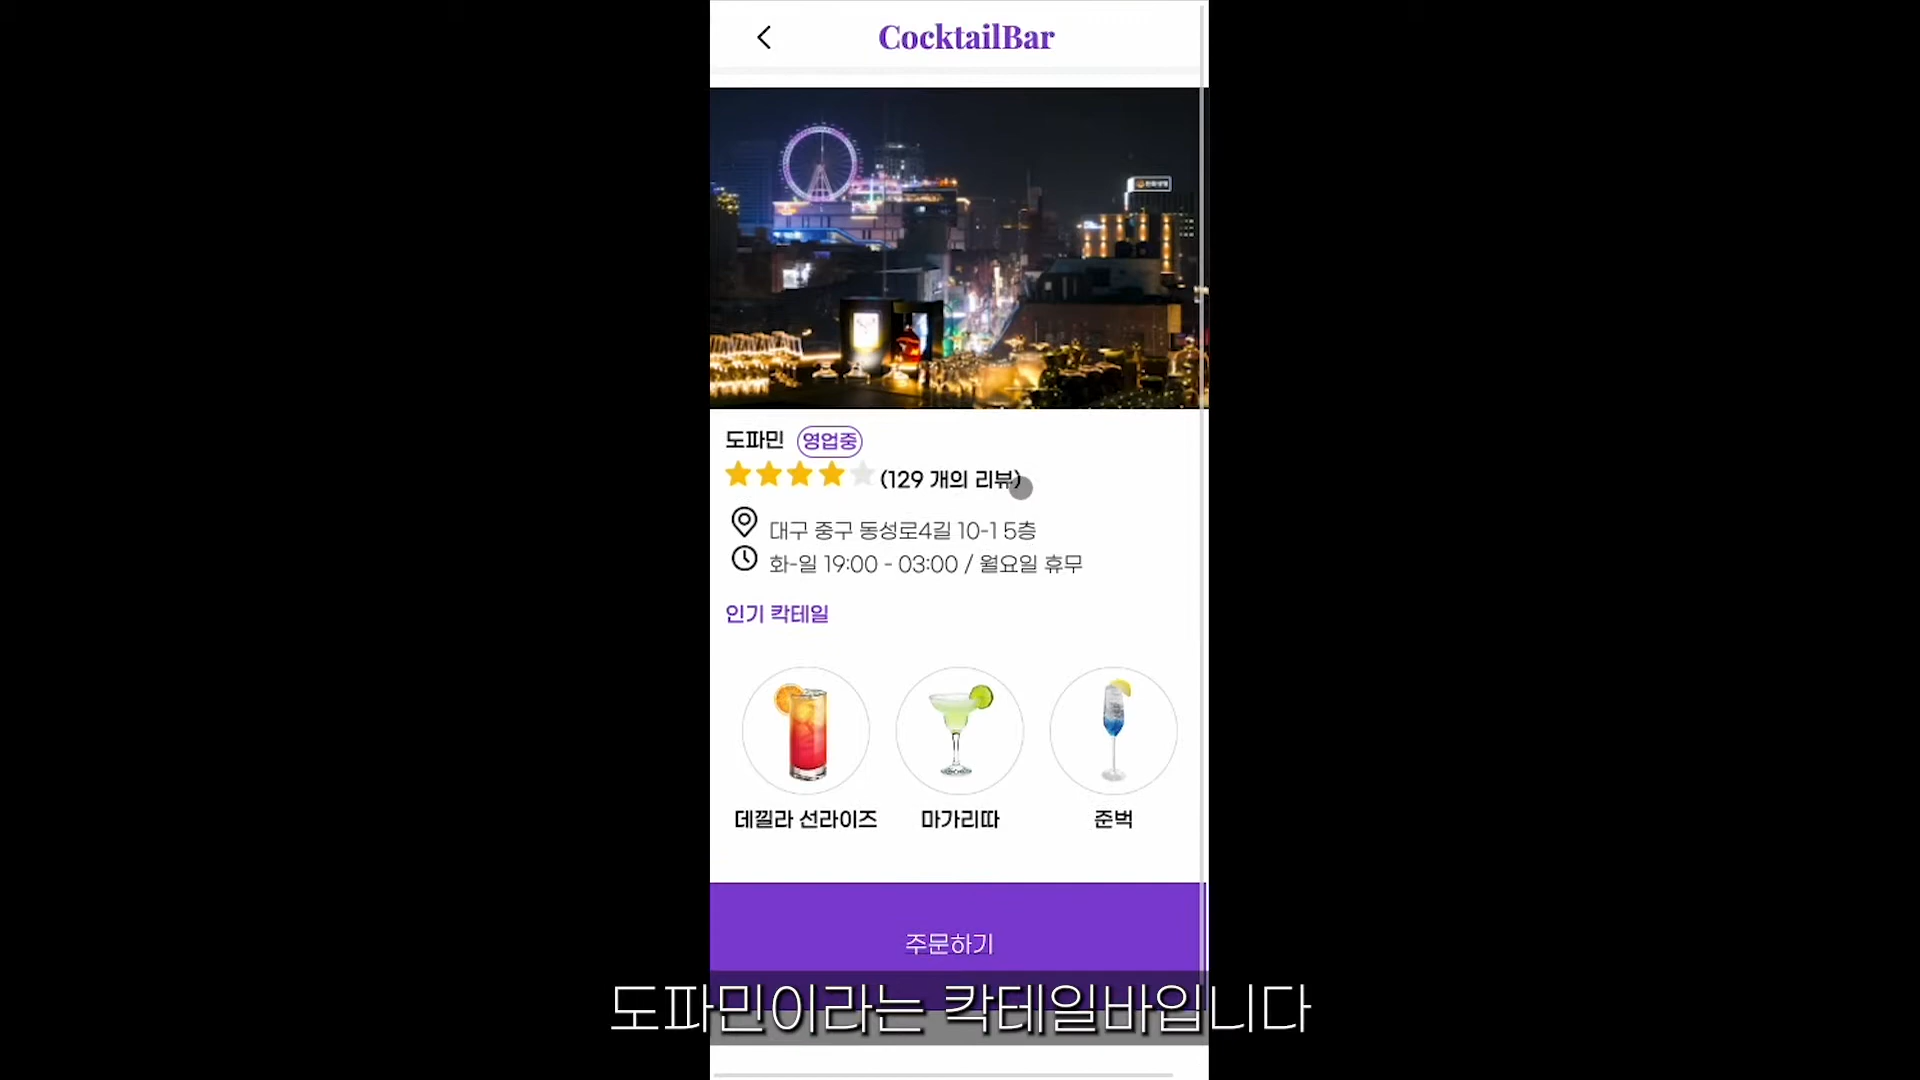 CocktailBar
도파민 영업중
(129 개의 리뷰)
대구 중구 동성로4길 10-1 5층
화-일 19:00 - 03:00 / 월요일 휴무
인기 칵테일
데낄라 선라이즈 마가리따 준벅
주문하기
도파민이라는 칵테일바입니다